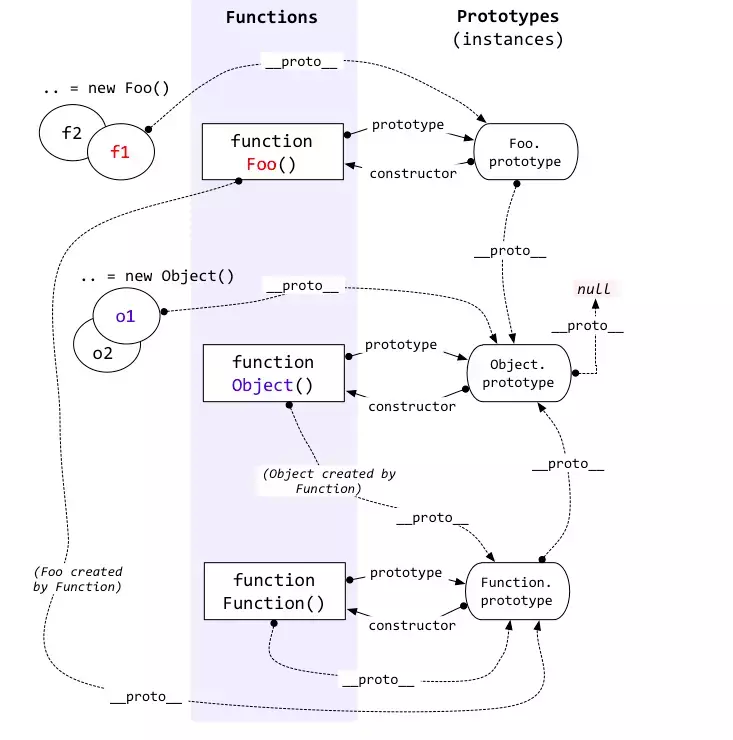 Functions
Prototypes
(instances)
__proto__
.. = new Foo()
f2
f1
function
Foo()
prototype
constructor
Foo.
prototype
__proto__
.. = new Object()
__proto__
null
__proto__
o1
o2
function
Object()
prototype
constructor
Object.
prototype
(Object created by
Function)
__proto__
__proto__
(Foo created
by Function)
function
Function()
prototype
constructor
Function.
prototype
__proto__
__proto__